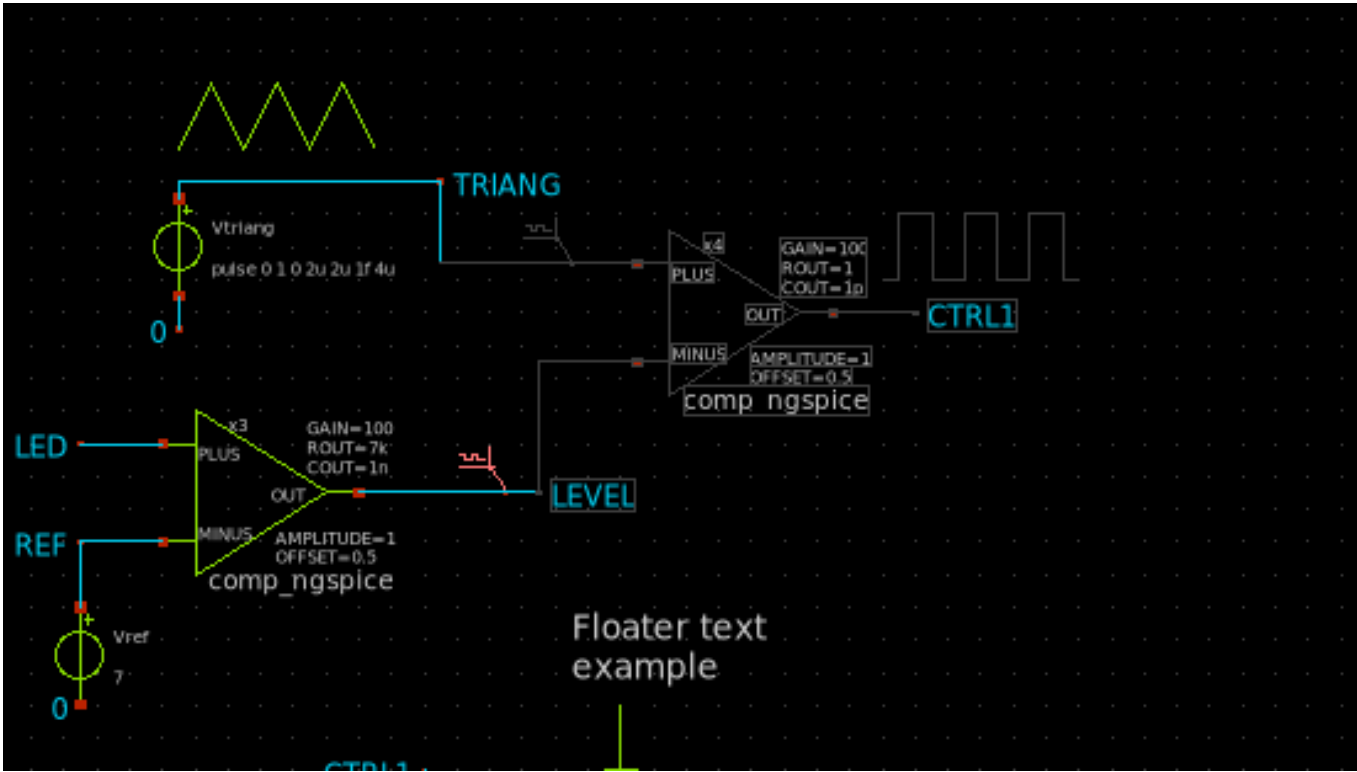 TRIANG
+
Vtriang
pulse 0 1 0 2u 2u 1f 4u
0
x4
GAIN=100
ROUT=1
COUT=1p
PLUS
OUT
CTRL1
MINUS
AMPLITUDE=1
OFFSET=0.5
comp_ngspice
x3
GAIN=100
ROUT=7k
COUT=1n
LED
PLUS
OUT
LEVEL
REF
MINUS
AMPLITUDE=1
OFFSET=0.5
comp_ngspice
+
Vref
7
0
Floater text
example
CTRL1